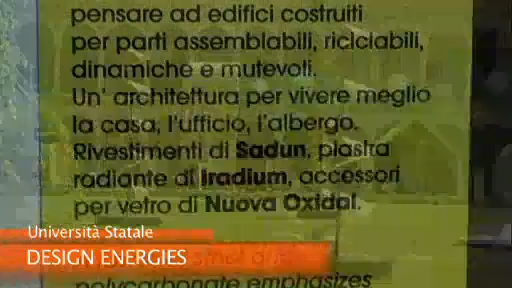 pensare ad edifici costruiti
per parti assemblabili, riciclabili,
dinamiche e mutevoli.
Un' architettura per vivere meglio
la casa, l'ufficio, l'albergo.
Rivestimenti di Sadun, piastra
radiante di Iradium, accessori
per vetro di Nuova Oxidal.
Università Statale
DESIGN ENERGIES
polycarbonate emphasizes